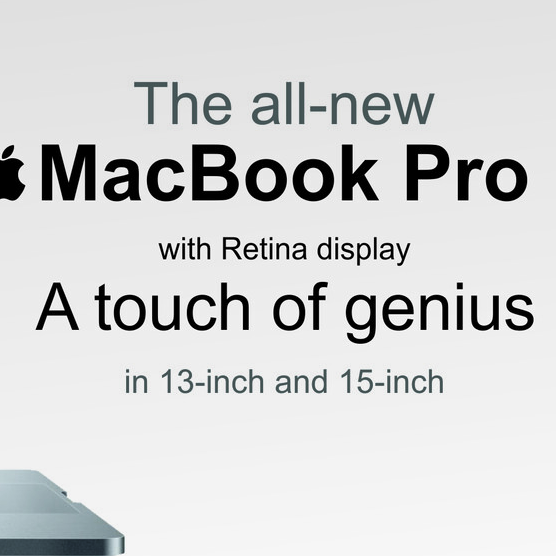 The all-new
MacBook Pro
with Retina display
A touch of genius
in 13-inch and 15-inch